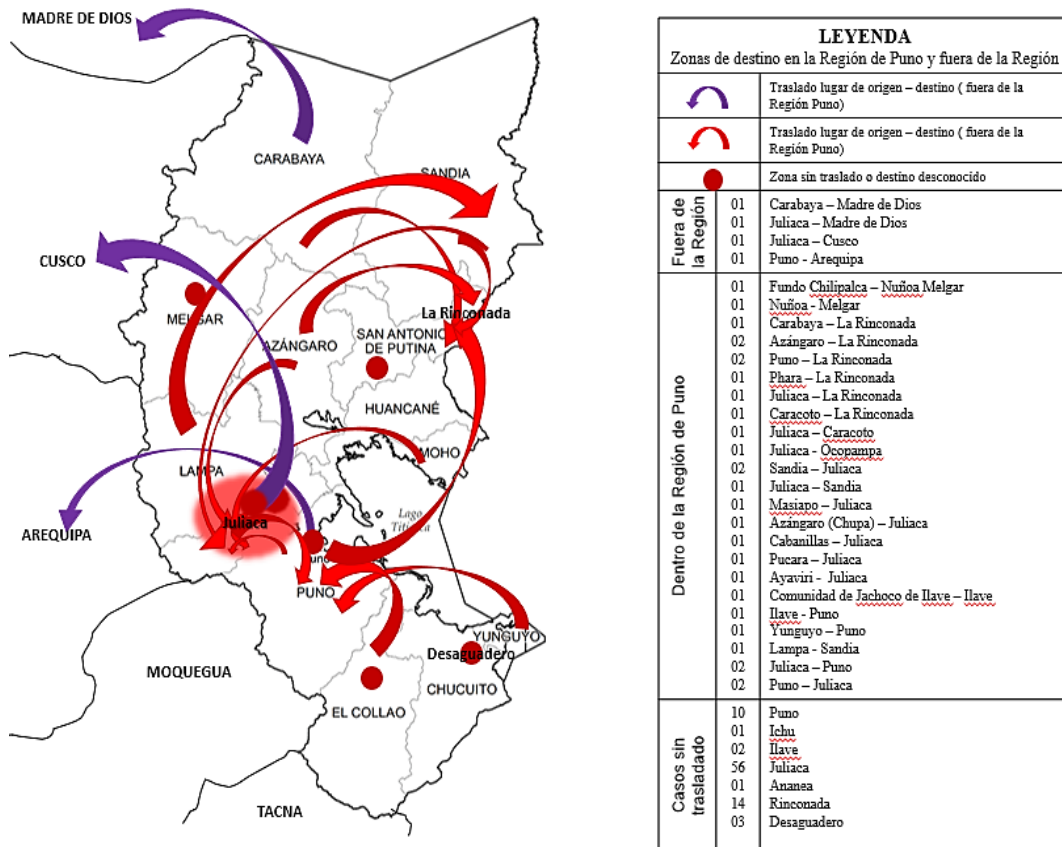 MADRE DE DIOS
CARABAYA
SANDIA
CUSCO
MELGAR
La Rinconada
AZÁNGARO
SAN ANTONIO
DE PUTINA
HUANCANÉ
MOHO
LAMPA
Juliaca
Lago
AREQUIPA
PUNO
YUNGUYO
Desaguadero
MOQUEGUA
CHUCUITO
EL COLLAO
TACNA
LEYENDA
Zonas de destino en la Región de Puno y fuera de la Región
Traslado lugar de origen – destino ( fuera de la
Región Puno)
Traslado lugar de origen – destino ( fuera de la
Región Puno)
Zona sin traslado o destino desconocido
Fuera de
la Región
01 Carabaya – Madre de Dios
01 Juliaca – Madre de Dios
01 Juliaca – Cusco
01 Puno - Arequipa
Dentro de la Región de Puno
01 Fundo Chilipalca – Nuñoa Melgar
01 Nuñoa - Melgar
01 Carabaya – La Rinconada
02 Azángaro – La Rinconada
02 Puno – La Rinconada
01 Phara – La Rinconada
01 Juliaca – La Rinconada
01 Caracoto – La Rinconada
01 Juliaca – Caracoto
01 Juliaca - Ocopampa
02 Sandia – Juliaca
01 Juliaca – Sandia
01 Masiapo – Juliaca
01 Azángaro (Chupa) – Juliaca
01 Cabanillas – Juliaca
01 Pucara – Juliaca
01 Ayaviri - Juliaca
01 Comunidad de Jachoco de Ilave – Ilave
01 Ilave - Puno
01 Yunguyo – Puno
01 Lampa - Sandia
02 Juliaca – Puno
02 Puno – Juliaca
Casos sin
trasladado
10 Puno
01 Ichu
02 Ilave
56 Juliaca
01 Ananea
14 Rinconada
03 Desaguadero